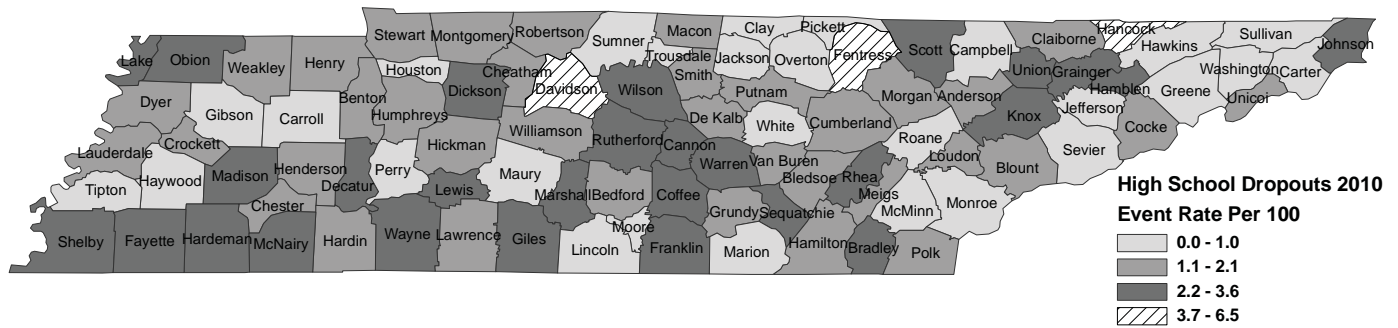 Stewart Montgomery Robertson Sumner Macon Clay Pickett Fentress Scott Campbell Claiborne Hancock Hawkins Sullivan Johnson
Lake Obion Weakley Henry Houston Cheatham Davidson Trousdale Smith Jackson Overton Union Grainger Hamblen Greene Washington Carter Unicoi
Dyer Gibson Carroll Benton Humphreys Dickson Wilson Putnam Morgan Anderson Knox Jefferson Cocke
Lauderdale Crockett Hickman Williamson Rutherford Cannon De Kalb White Cumberland Roane Loudon Blount Sevier
Tipton Haywood Madison Henderson Decatur Perry Lewis Maury Marshall Bedford Coffee Warren Van Buren Bledsoe Rhea Meigs McMinn Monroe
Shelby Fayette Hardeman Chester McNairy Hardin Wayne Lawrence Giles Lincoln Moore Franklin Grundy Sequatchie Marion Hamilton Bradley Polk
High School Dropouts 2010
Event Rate Per 100
0.0 - 1.0
1.1 - 2.1
2.2 - 3.6
3.7 - 6.5